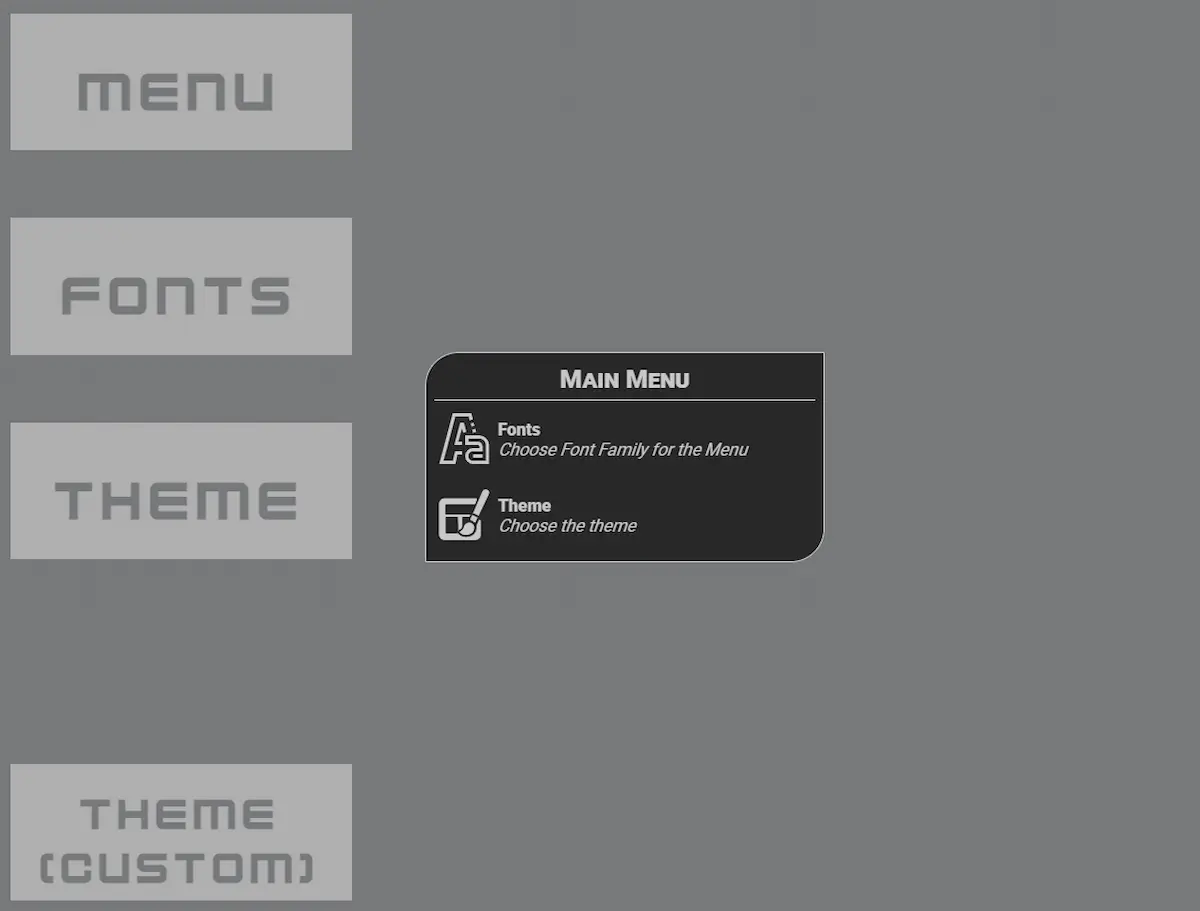 MENU
FONTS
THEME
THEME
(CUSTOM)
Main Menu
Fonts
Choose Font Family for the Menu
Theme
Choose the theme